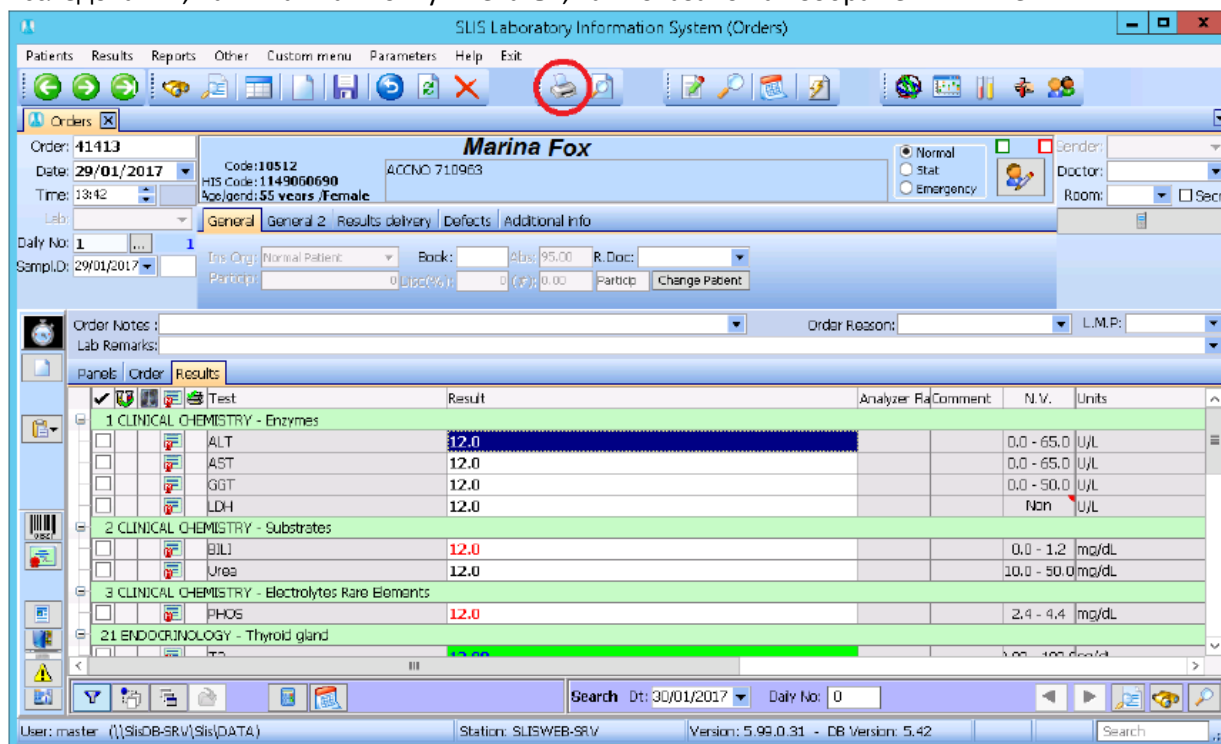 SLIS Laboratory Information System (Orders)
Patients Results Reports Other Custom menu Parameters Help Exit
Orders
Order: 41413
Marina Fox
Normal
Sender:
Date: 29/01/2017
Code:10512
ACCNO 710963
Stat
Doctor:
Time: 13:42
HIS Code:1149060690
Age/gend:55 years /Female
Emergency
Room:
Secr
Lab:
General General 2 Results delivery Defects Additional info
Daily No: 1 ... 1
Ins Org: Normal Patient Book: Abs: 95.00 R.Doc:
Sampl.D: 29/01/2017
Particip: 0 0 0.00 Particip Change Patient
Order Notes : Order Reason: L.M.P:
Lab Remarks:
Panels Order Results
Test Result Analyzer Fla Comment N.V. Units
1 CLINICAL CHEMISTRY - Enzymes
ALT 12.0 0.0 - 65.0 U/L
AST 12.0 0.0 - 65.0 U/L
GGT 12.0 0.0 - 50.0 U/L
LDH 12.0 Non U/L
2 CLINICAL CHEMISTRY - Substrates
BILI 12.0 0.0 - 1.2 mg/dL
Urea 12.0 10.0 - 50.0 mg/dL
3 CLINICAL CHEMISTRY - Electrolytes Rare Elements
PHOS 12.0 2.4 - 4.4 mg/dL
21 ENDOCRINOLOGY - Thyroid gland
Search Dt: 30/01/2017 Daily No: 0
User: master (\\SlisDB-SRV\Slis\DATA) Station: SLISWEB-SRV Version: 5.99.0.31 - DB Version: 5.42 Search